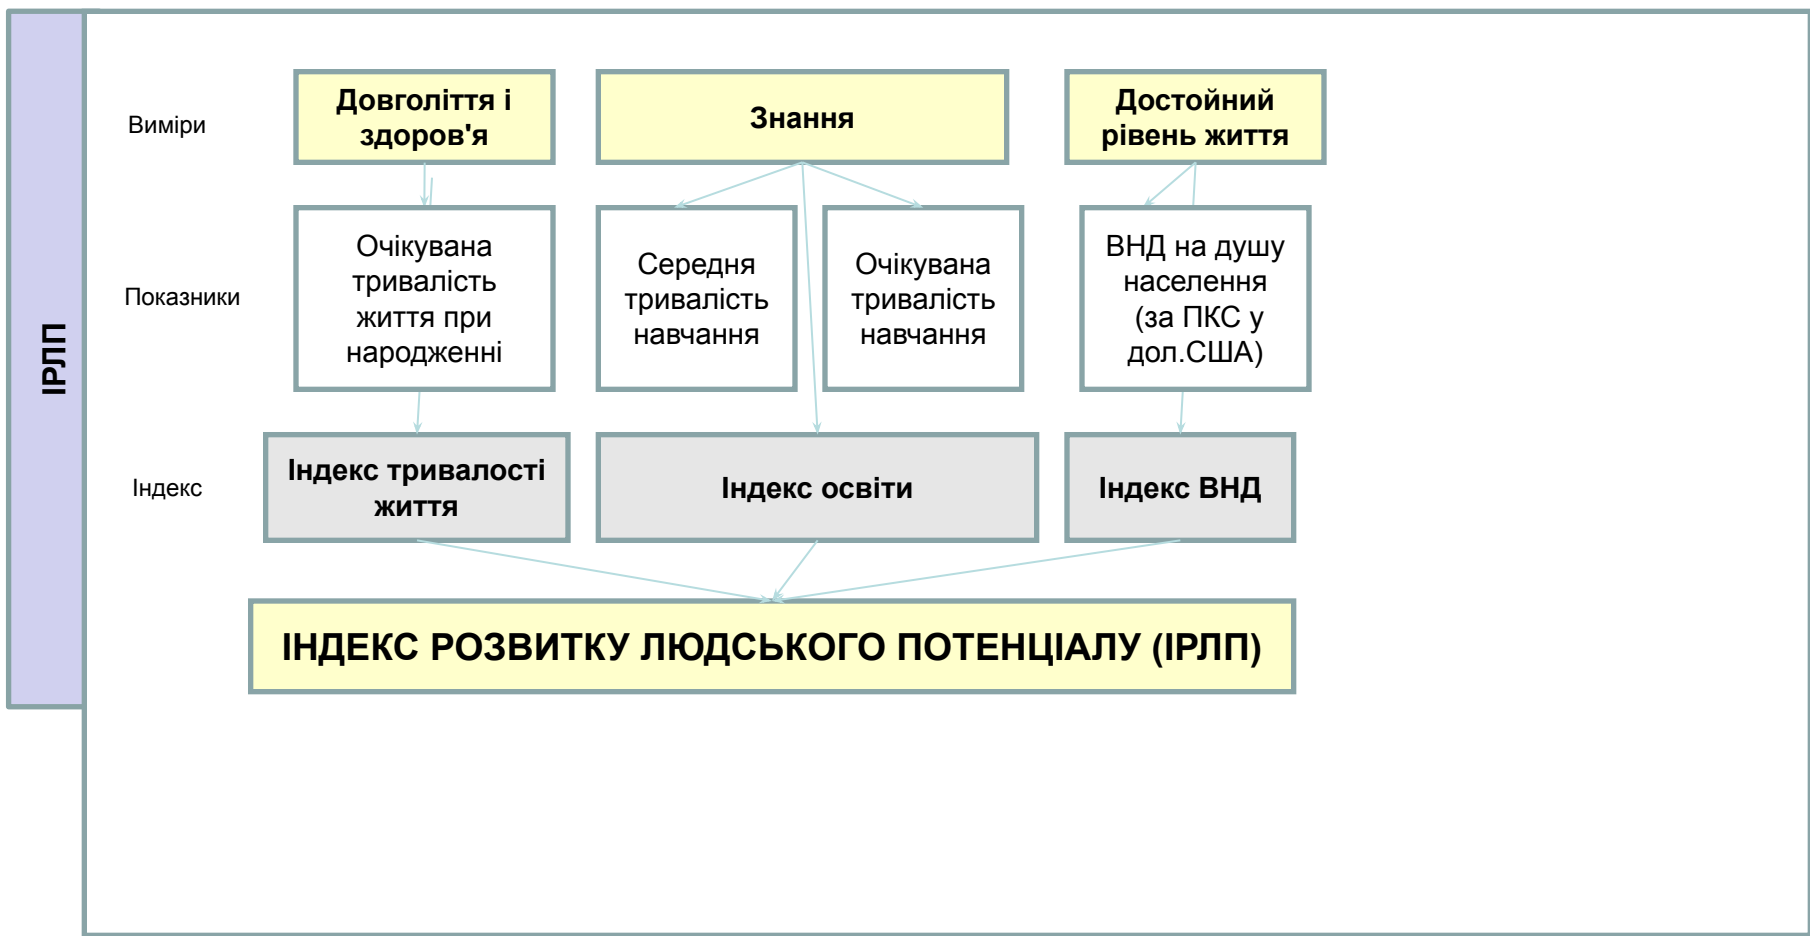 ІРЛП
Виміри
Довголіття і
здоров'я
Знання
Достойний
рівень життя
Показники
Очікувана
тривалість
життя при
народженні
Середня
тривалість
навчання
Очікувана
тривалість
навчання
ВНД на душу
населення
(за ПКС у
дол.США)
Індекс
Індекс тривалості
життя
Індекс освіти
Індекс ВНД
ІНДЕКС РОЗВИТКУ ЛЮДСЬКОГО ПОТЕНЦІАЛУ (ІРЛП)